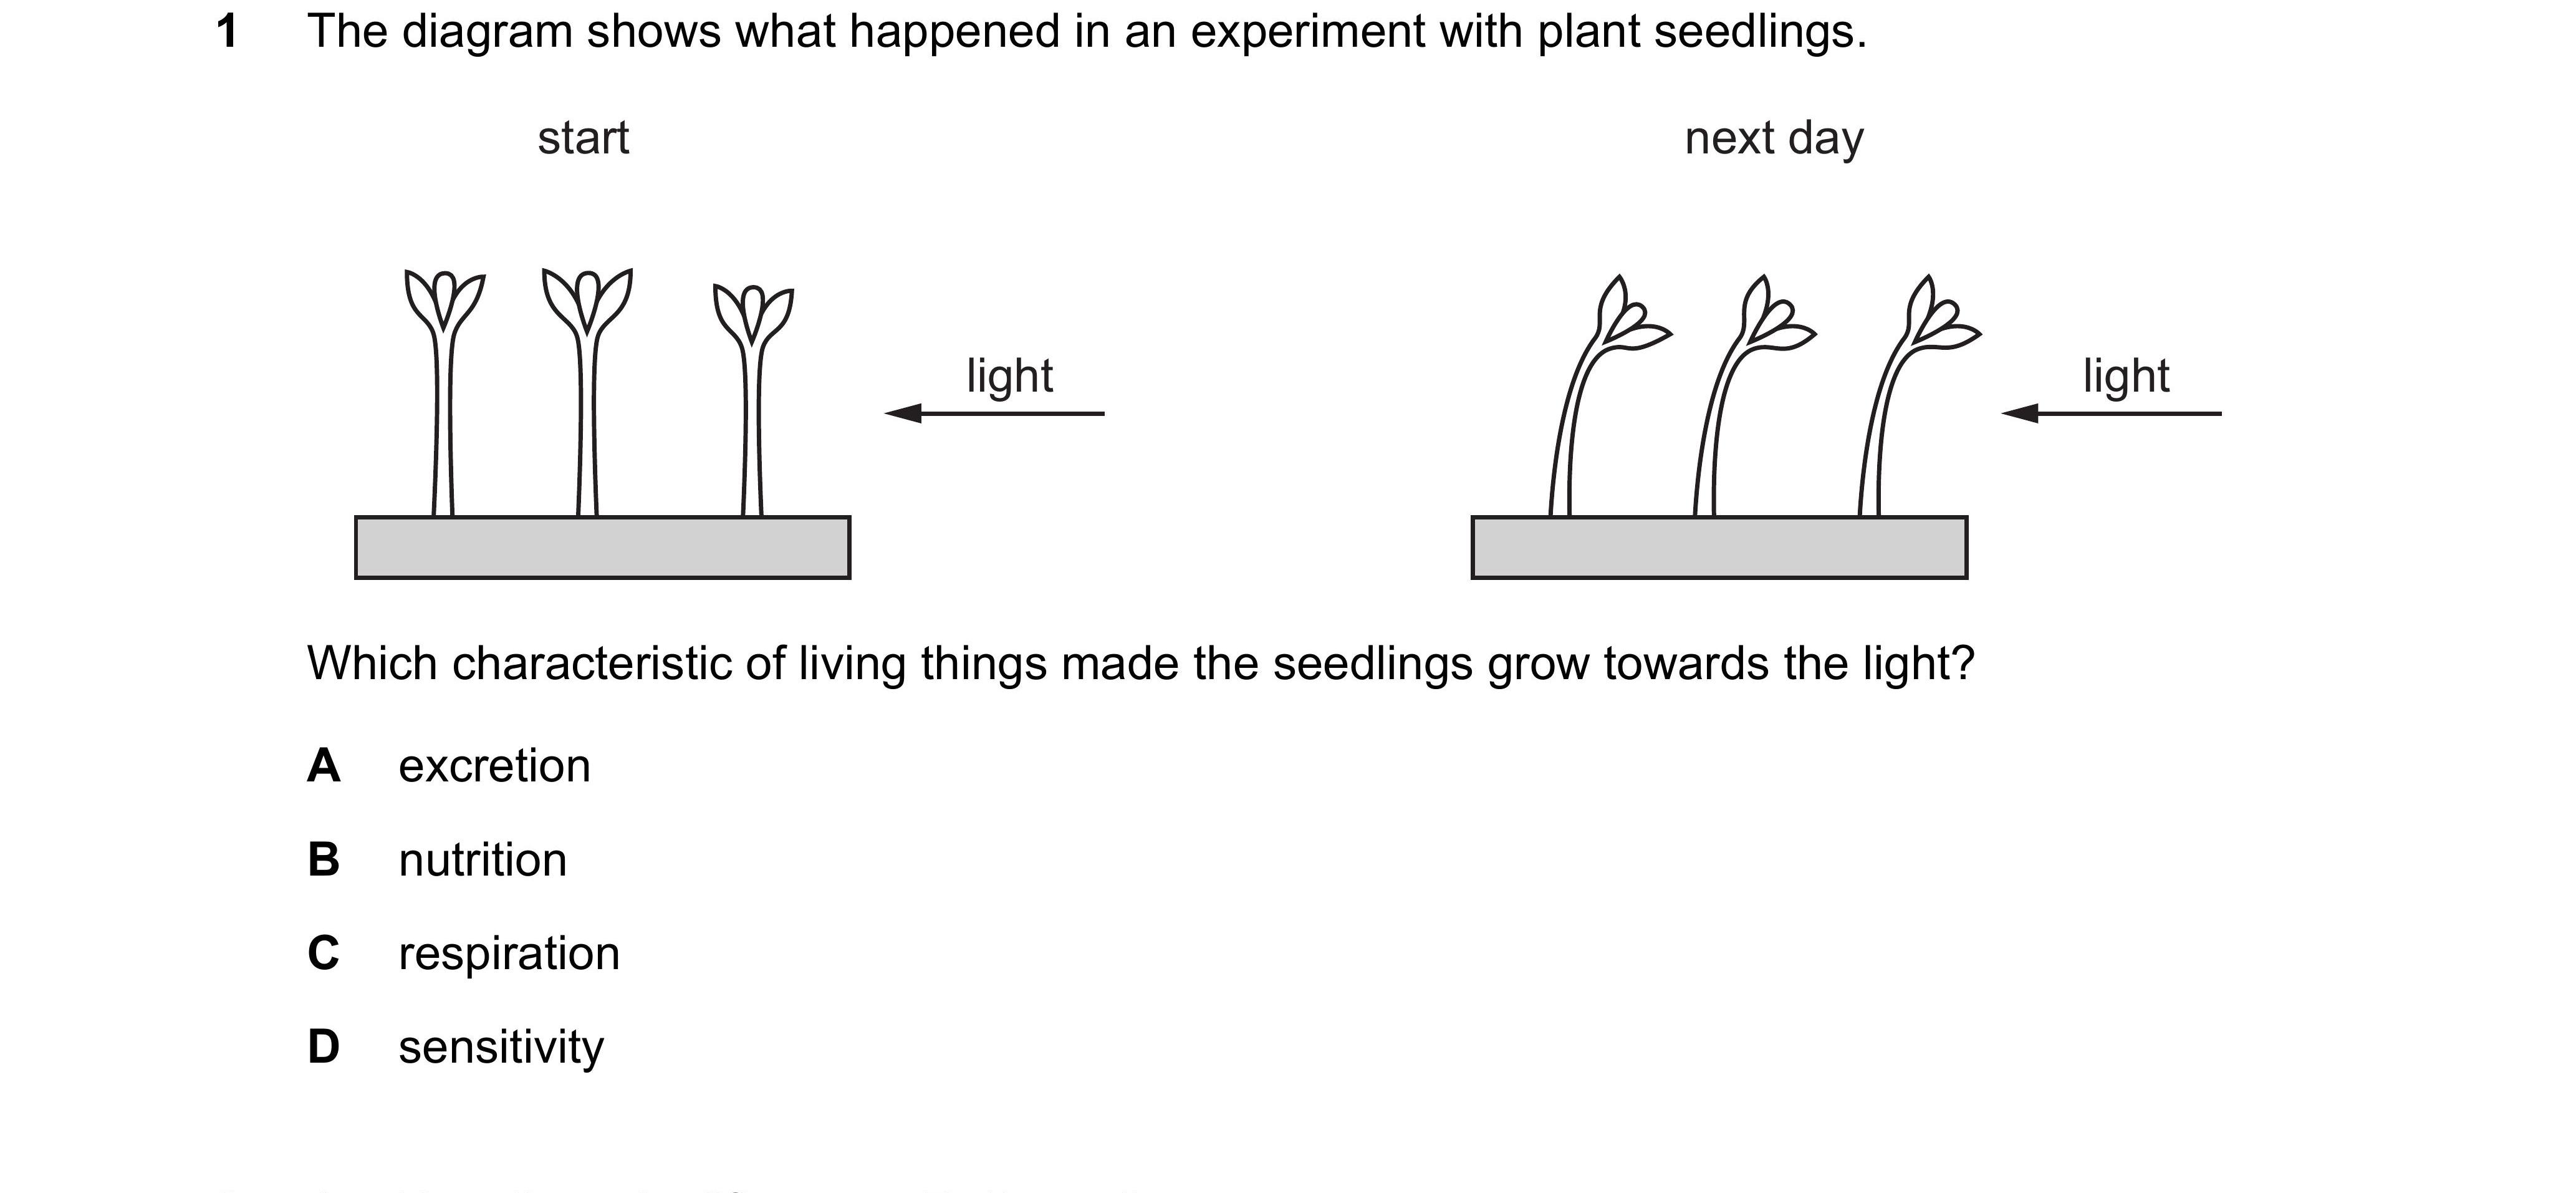 1 The diagram shows what happened in an experiment with plant seedlings.
start next day
light light
Which characteristic of living things made the seedlings grow towards the light?
A excretion
B nutrition
C respiration
D sensitivity